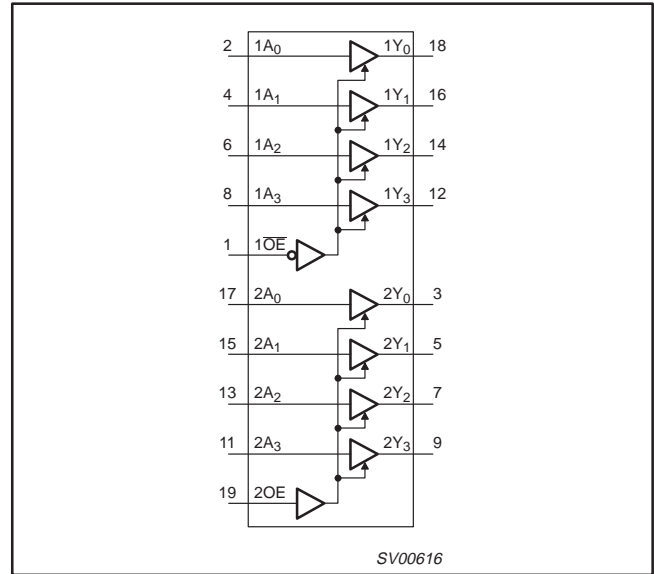 2 1A0 1Y0 18
4 1A1 1Y1 16
6 1A2 1Y2 14
8 1A3 1Y3 12
1 1O̅E̅
17 2A0 2Y0 3
15 2A1 2Y1 5
13 2A2 2Y2 7
11 2A3 2Y3 9
19 2OE
SV00616